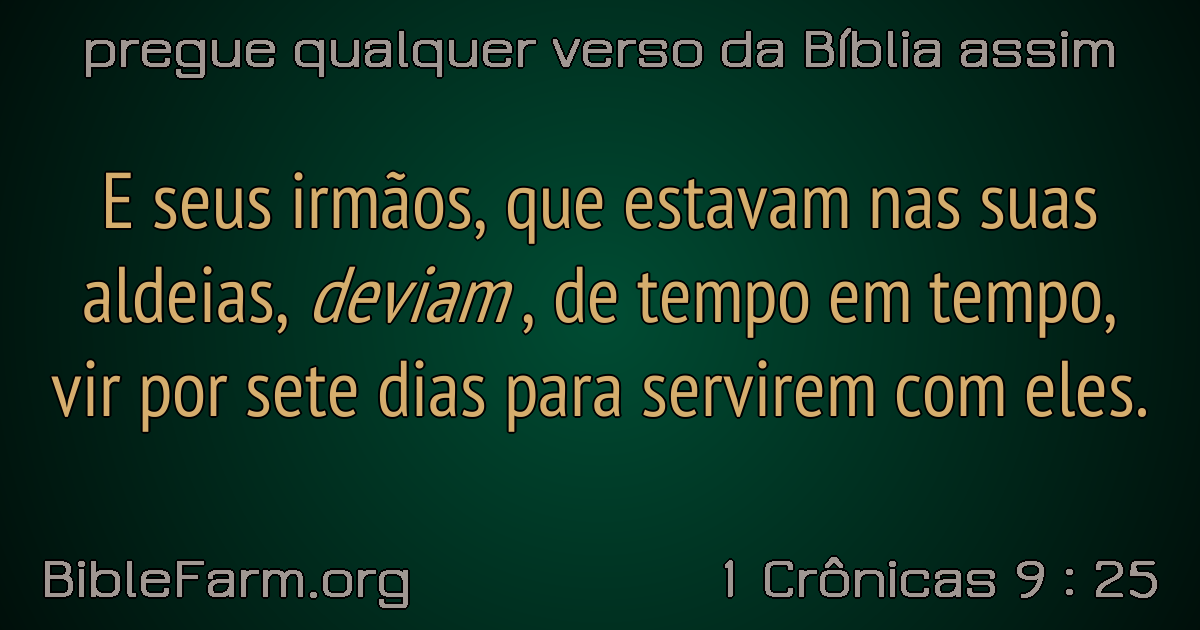 pregue qualquer verso da Bíblia assim
E seus irmãos, que estavam nas suas
aldeias, deviam , de tempo em tempo,
vir por sete dias para servirem com eles.
BibleFarm.org
1 Crônicas 9 : 25